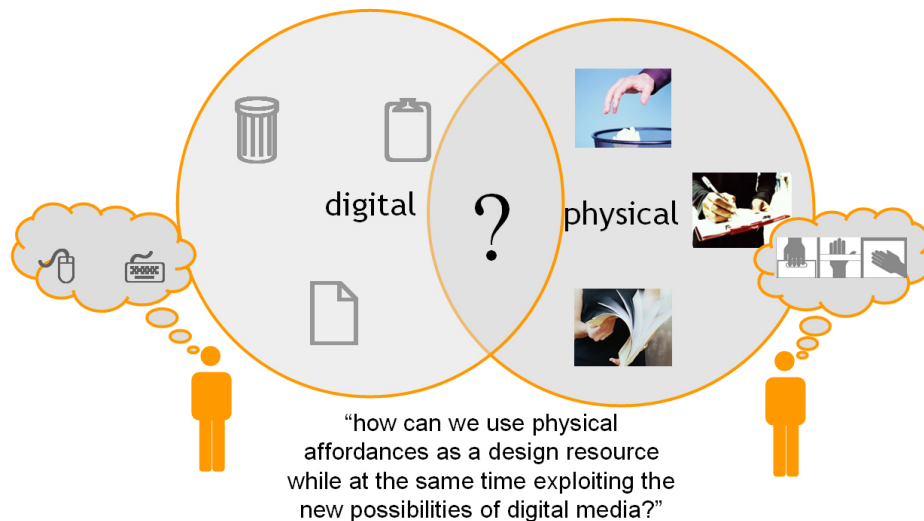 digital
?
physical
“how can we use physical
affordances as a design resource
while at the same time exploiting the
new possibilities of digital media?”